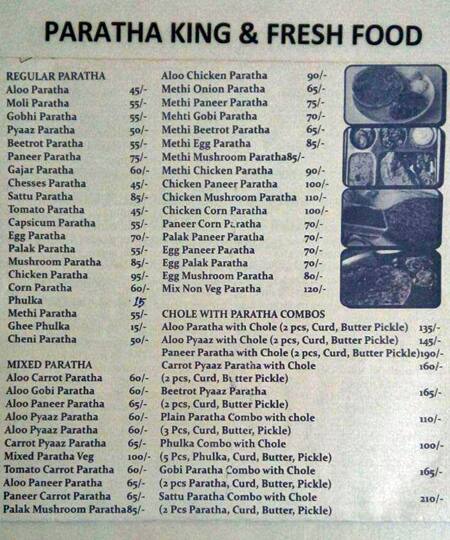 PARATHA KING & FRESH FOOD
REGULAR PARATHA
Aloo Paratha 45/-
Moli Paratha 55/-
Gobhi Paratha 55/-
Pyaaz Paratha 50/-
Beetrot Paratha 55/-
Paneer Paratha 75/-
Gajar Paratha 60/-
Chesses Paratha 45/-
Sattu Paratha 85/-
Tomato Paratha 45/-
Capsicum Paratha 55/-
Egg Paratha 70/-
Palak Paratha 55/-
Mushroom Paratha 85/-
Chicken Paratha 95/-
Corn Paratha 60/-
Phulka 15
Methi Paratha 55/-
Ghee Phulka 15/-
Cheni Paratha 50/-
MIXED PARATHA
Aloo Carrot Paratha 60/-
Aloo Gobi Paratha 60/-
Aloo Paneer Paratha 65/-
Aloo Pyaaz Paratha 60/-
Aloo Pyaaz Paratha 60/-
Carrot Pyaaz Paratha 65/-
Mixed Paratha Veg 100/-
Tomato Carrot Paratha 60/-
Aloo Paneer Paratha 65/-
Paneer Carrot Paratha 65/-
Palak Mushroom Paratha85/-
Aloo Chicken Paratha 90/-
Methi Onion Paratha 65/-
Methi Paneer Paratha 75/-
Mehti Gobi Paratha 70/-
Methi Beetrot Paratha 65/-
Methi Egg Paratha 85/-
Methi Mushroom Paratha85/-
Methi Chicken Paratha 90/-
Chicken Paneer Paratha 100/-
Chicken Mushroom Paratha 110/-
Chicken Corn Paratha 100/-
Paneer Corn Paratha 70/-
Palak Paneer Paratha 70/-
Egg Paneer Paratha 70/-
Egg Palak Paratha 70/-
Egg Mushroom Paratha 80/-
Mix Non Veg Paratha 120/-
CHOLE WITH PARATHA COMBOS
Aloo Paratha with Chole (2 pcs, Curd, Butter Pickle) 135/-
Aloo Pyaaz with Chole (2 pcs, Curd, Butter Pickle) 145/-
Paneer Paratha with Chole (2 pcs, Curd, Butter Pickle)190/-
Carrot Pyaaz Paratha with Chole 160/-
(2 pcs, Curd, Butter Pickle)
Beetrot Pyaaz Paratha 165/-
(2 pcs, Curd, Butter Pickle)
Plain Paratha Combo with chole 110/-
(3 Pcs, Curd, Butter, Pickle)
Phulka Combo with Chole 100/-
(5 Pcs, Phulka, Curd, Butter, Pickle)
Gobi Paratha Combo with Chole 165/-
(2 pcs Paratha, Curd, Butter, Pickle)
Sattu Paratha Combo with Chole 210/-
(2 Pcs Paratha, Curd, Butter, Pickle)